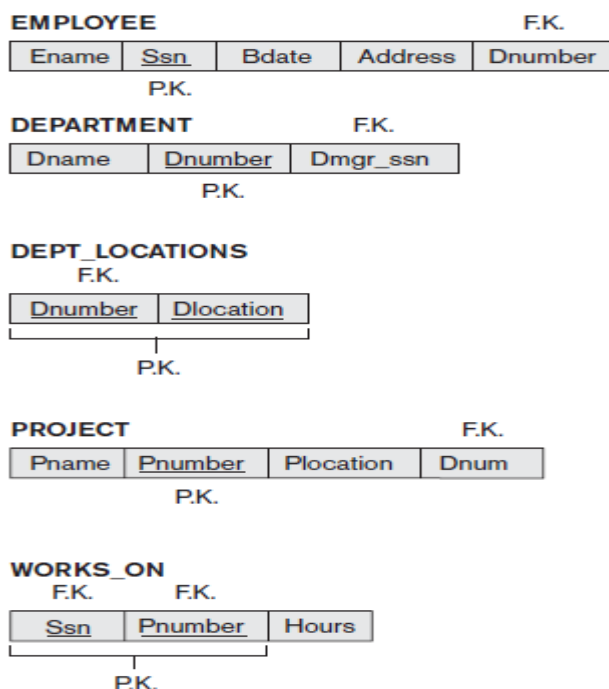 EMPLOYEE F.K.
Ename Ssn Bdate Address Dnumber
P.K.
DEPARTMENT F.K.
Dname Dnumber Dmgr_ssn
P.K.
DEPT_LOCATIONS
F.K.
Dnumber Dlocation
P.K.
PROJECT F.K.
Pname Pnumber Plocation Dnum
P.K.
WORKS_ON
F.K. F.K.
Ssn Pnumber Hours
P.K.